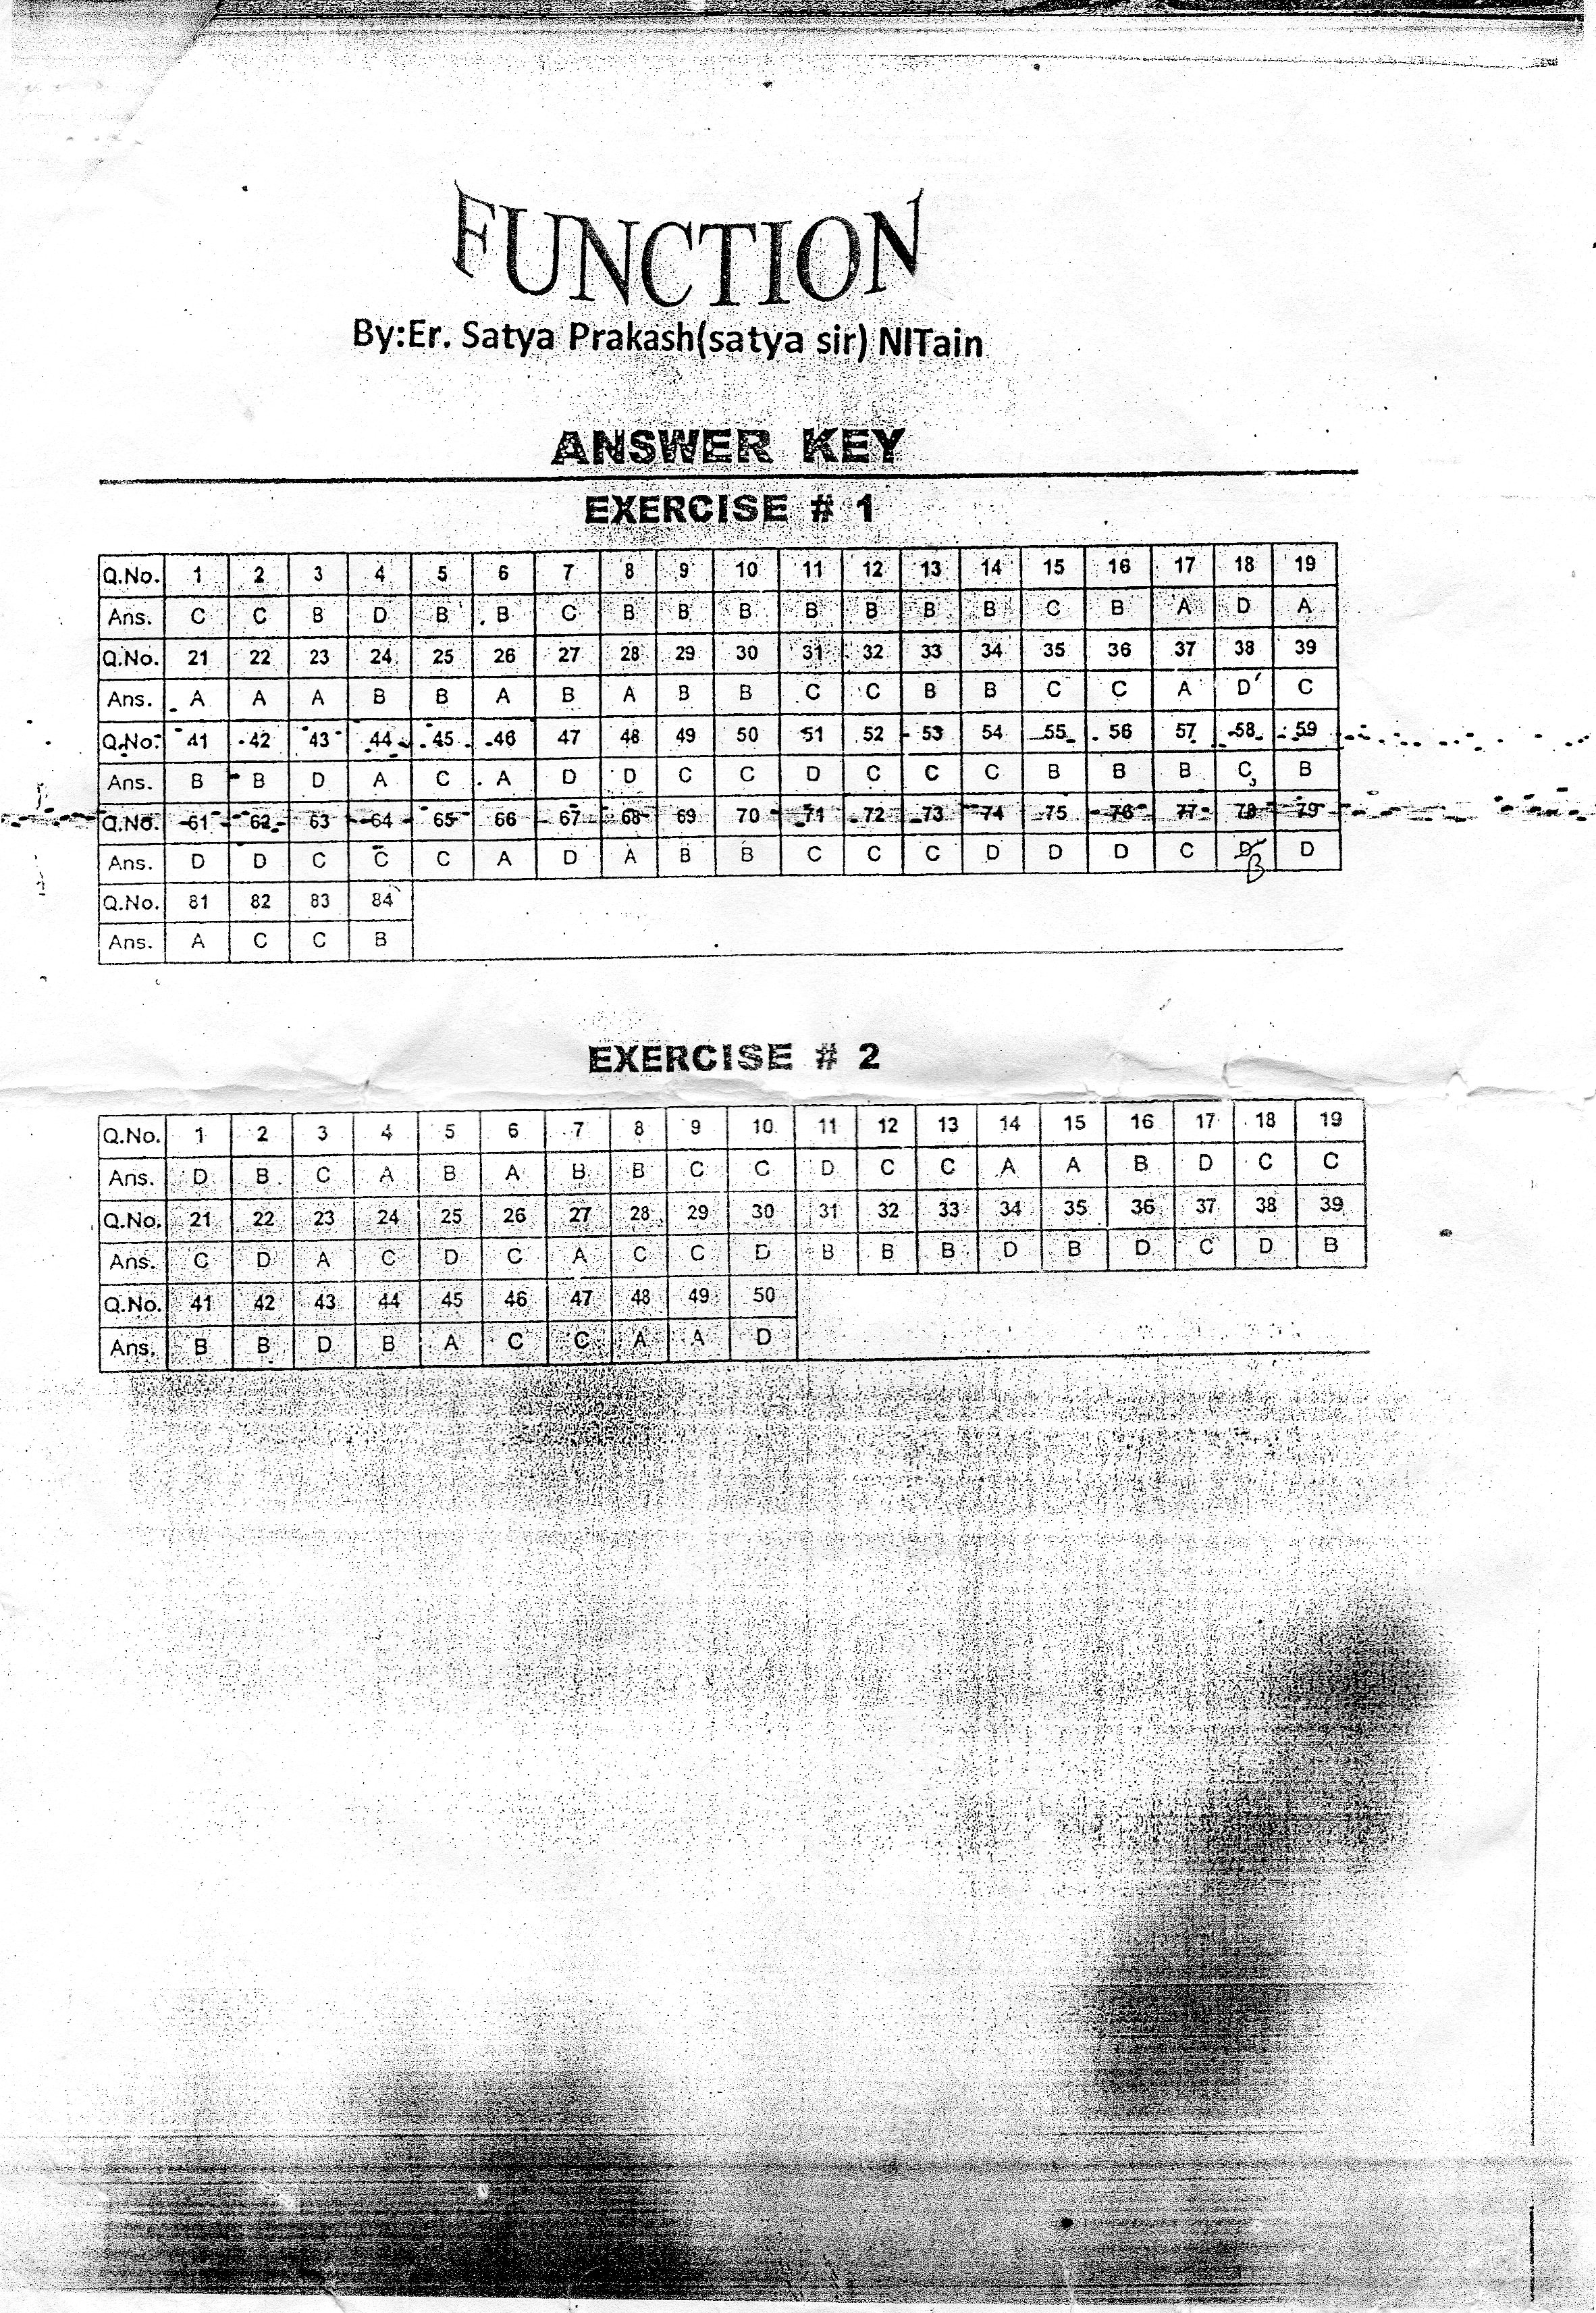 FUNCTION
By:Er. Satya Prakash(satya sir) NITain
ANSWER KEY
EXERCISE # 1
Q.No. 1 2 3 4 5 6 7 8 9 10 11 12 13 14 15 16 17 18 19
Ans. C C B D B B C B B B B B B B C B A D A
Q.No. 21 22 23 24 25 26 27 28 29 30 31 32 33 34 35 36 37 38 39
Ans. A A A B B A B A B B C C B B C C A D C
Q.No. 41 42 43 44 45 46 47 48 49 50 51 52 53 54 55 56 57 58 59
Ans. B B D A C A D D C C D C C C B B B C B
Q.No. 61 62 63 64 65 66 67 68 69 70 71 72 73 74 75 76 77 78 79
Ans. D D C C C A D A B B C C C D D D C D B D
Q.No. 81 82 83 84
Ans. A C C B
EXERCISE # 2
Q.No. 1 2 3 4 5 6 7 8 9 10 11 12 13 14 15 16 17 18 19
Ans. D B C A B A B B C C D C C A A B D C C
Q.No. 21 22 23 24 25 26 27 28 29 30 31 32 33 34 35 36 37 38 39
Ans. C D A C D C A C C D B B B D B D C D B
Q.No. 41 42 43 44 45 46 47 48 49 50
Ans. B B D B A C C A A D